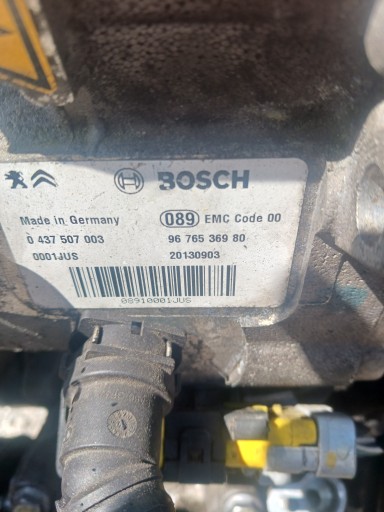 BOSCH
Made in Germany 089 EMC Code 00
0 437 507 003 96 765 369 80
0001JUS 20130903
08910001JUS